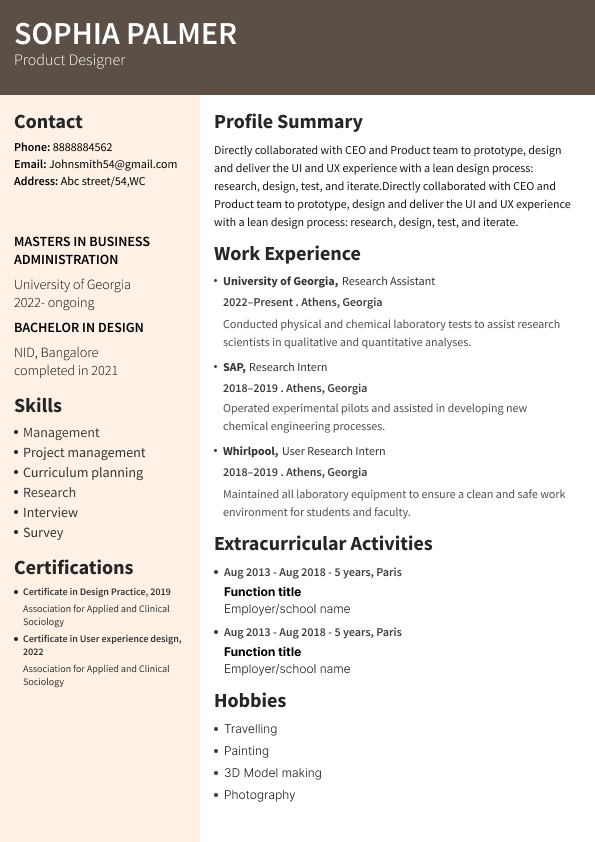 SOPHIA PALMER
Product Designer
Contact
Phone: 8888884562
Email: Johnsmith54@gmail.com
Address: Abc street/54,WC
MASTERS IN BUSINESS
ADMINISTRATION
University of Georgia
2022- ongoing
BACHELOR IN DESIGN
NID, Bangalore
completed in 2021
Skills
• Management
• Project management
• Curriculum planning
• Research
• Interview
• Survey
Certifications
• Certificate in Design Practice, 2019
Association for Applied and Clinical
Sociology
• Certificate in User experience design,
2022
Association for Applied and Clinical
Sociology
Profile Summary
Directly collaborated with CEO and Product team to prototype, design
and deliver the UI and UX experience with a lean design process:
research, design, test, and iterate.Directly collaborated with CEO and
Product team to prototype, design and deliver the UI and UX experience
with a lean design process: research, design, test, and iterate.
Work Experience
• University of Georgia, Research Assistant
2022–Present . Athens, Georgia
Conducted physical and chemical laboratory tests to assist research
scientists in qualitative and quantitative analyses.
• SAP, Research Intern
2018–2019 . Athens, Georgia
Operated experimental pilots and assisted in developing new
chemical engineering processes.
• Whirlpool, User Research Intern
2018–2019 . Athens, Georgia
Maintained all laboratory equipment to ensure a clean and safe work
environment for students and faculty.
Extracurricular Activities
• Aug 2013 - Aug 2018 - 5 years, Paris
Function title
Employer/school name
• Aug 2013 - Aug 2018 - 5 years, Paris
Function title
Employer/school name
Hobbies
• Travelling
• Painting
• 3D Model making
• Photography